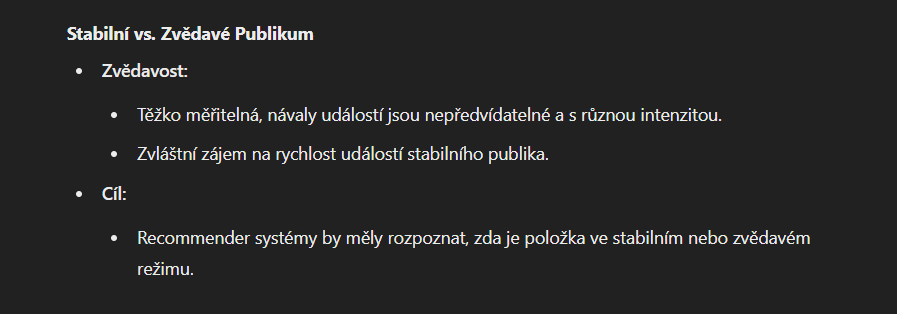 Stabilní vs. Zvědavé Publikum
Zvědavost:
Těžko měřitelná, návaly událostí jsou nepředvídatelné a s různou intenzitou.
Zvláštní zájem na rychlost událostí stabilního publika.
Cíl:
Recommender systémy by měly rozpoznat, zda je položka ve stabilním nebo zvědavém
režimu.